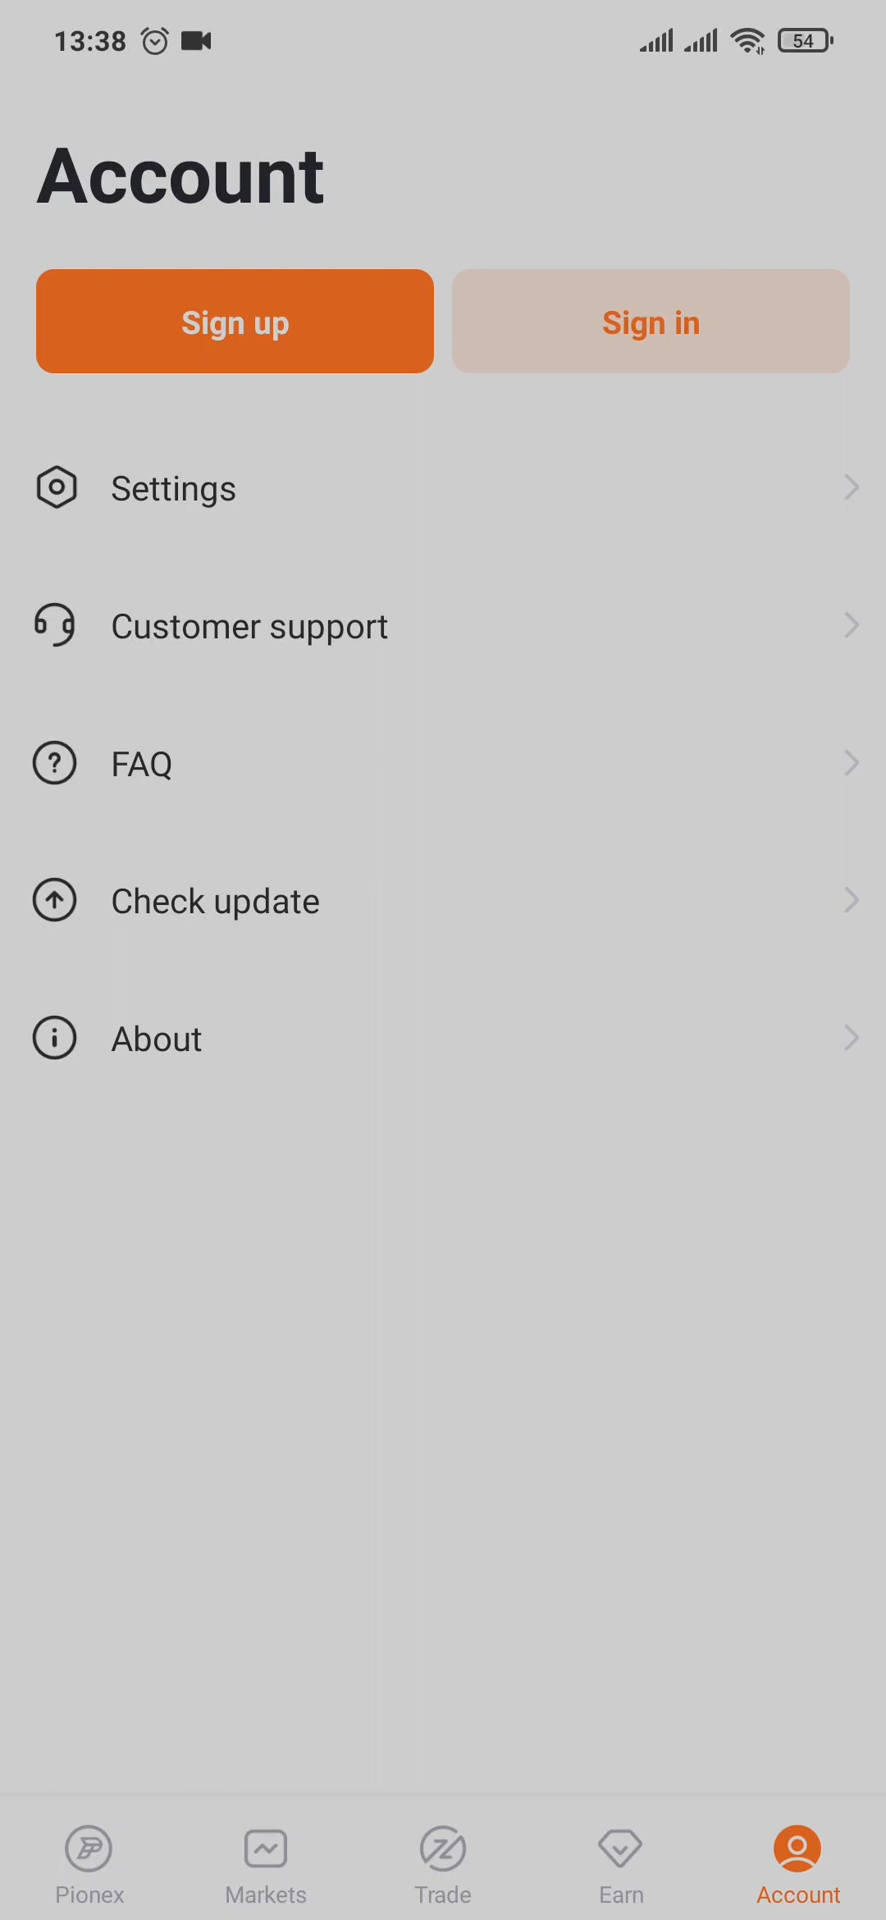 13:38
54
Account
Sign up
Sign in
Settings
Customer support
FAQ
Check update
About
Pionex
Markets
Trade
Earn
Account